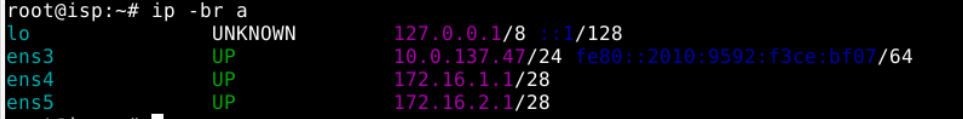 root@isp:~# ip -br a
lo UNKNOWN 127.0.0.1/8 ::1/128
ens3 UP 10.0.137.47/24 fe80::2010:9592:f3ce:bf07/64
ens4 UP 172.16.1.1/28
ens5 UP 172.16.2.1/28